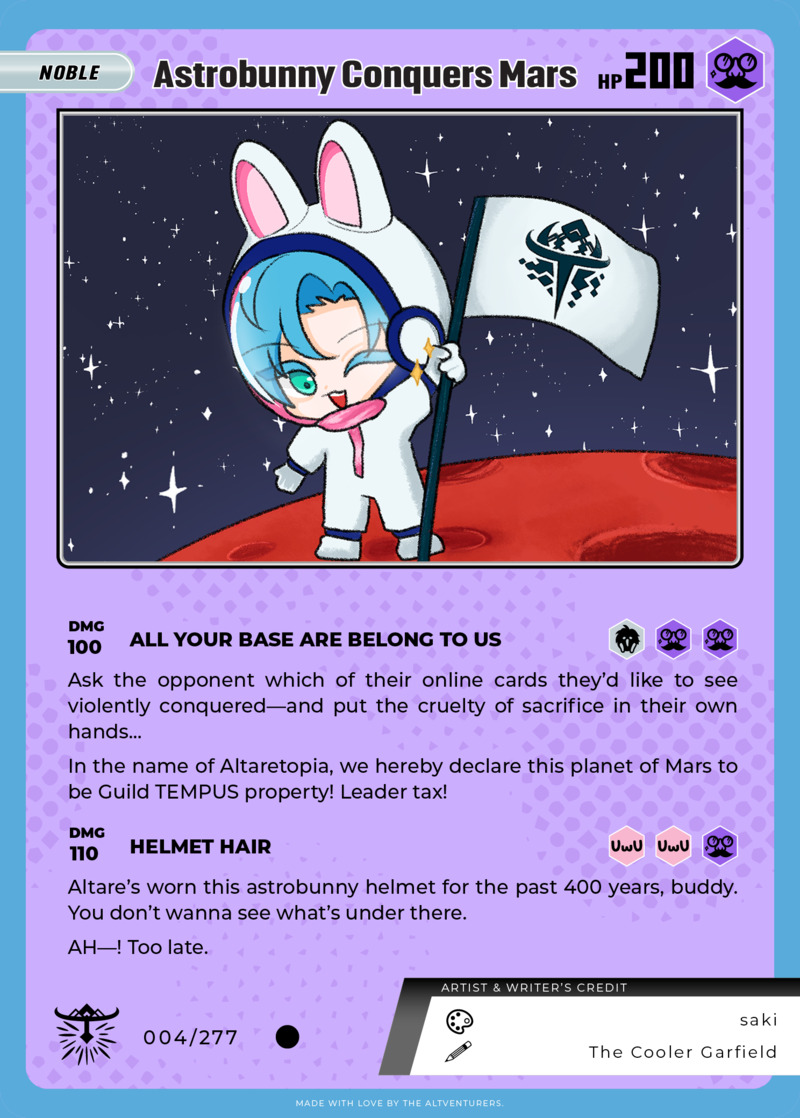 NOBLE
Astrobunny Conquers Mars
HP 200
DMG
100
ALL YOUR BASE ARE BELONG TO US
Ask the opponent which of their online cards they’d like to see
violently conquered—and put the cruelty of sacrifice in their own
hands...
In the name of Altaretopia, we hereby declare this planet of Mars to
be Guild TEMPUS property! Leader tax!
DMG
110
HELMET HAIR
UwU UwU
Altare’s worn this astrobunny helmet for the past 400 years, buddy.
You don’t wanna see what’s under there.
AH—! Too late.
ARTIST & WRITER’S CREDIT
004/277
saki
The Cooler Garfield
MADE WITH LOVE BY THE ALTVENTURERS.